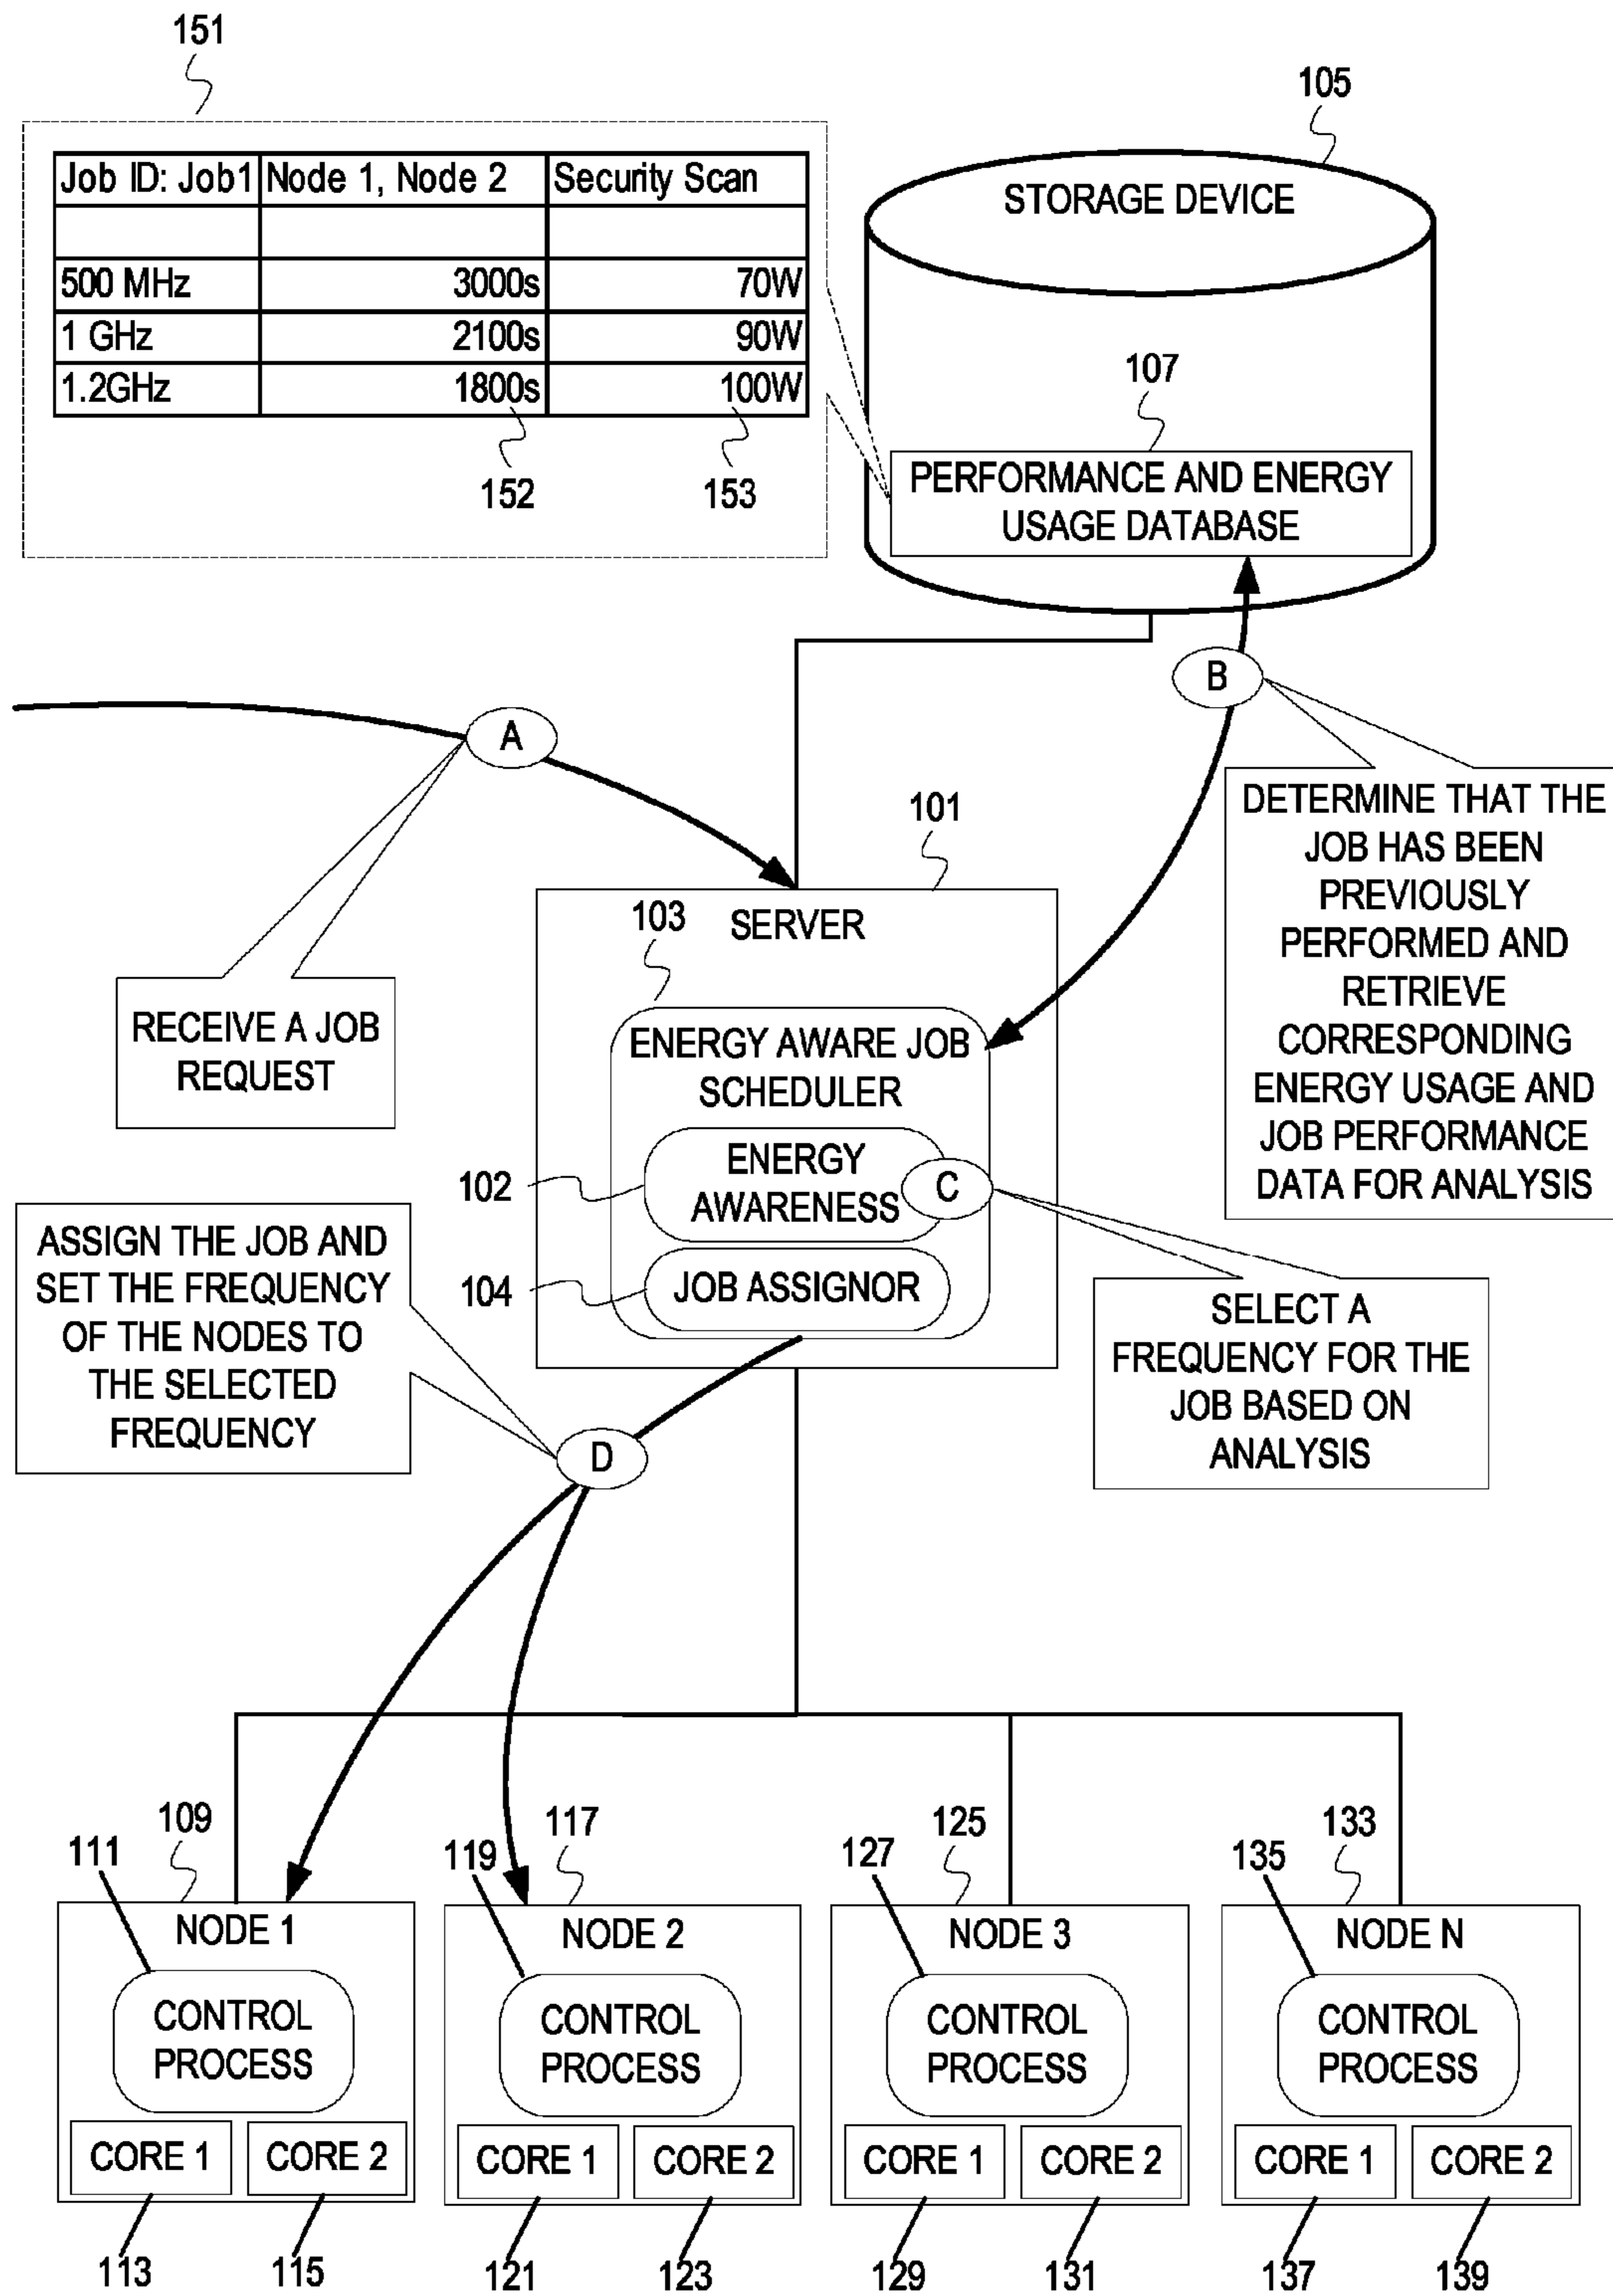 151
105
Job ID: Job1 Node 1, Node 2 Security Scan
500 MHz 3000s 70W
1 GHz 2100s 90W
1.2GHz 1800s 100W
152 153
STORAGE DEVICE
107
PERFORMANCE AND ENERGY
USAGE DATABASE
A
RECEIVE A JOB
REQUEST
B
DETERMINE THAT THE
JOB HAS BEEN
PREVIOUSLY
PERFORMED AND
RETRIEVE
CORRESPONDING
ENERGY USAGE AND
JOB PERFORMANCE
DATA FOR ANALYSIS
101
SERVER
103
ENERGY AWARE JOB
SCHEDULER
102
ENERGY
AWARENESS
C
104
JOB ASSIGNOR
SELECT A
FREQUENCY FOR THE
JOB BASED ON
ANALYSIS
ASSIGN THE JOB AND
SET THE FREQUENCY
OF THE NODES TO
THE SELECTED
FREQUENCY
D
109
111
NODE 1
CONTROL
PROCESS
CORE 1 CORE 2
113 115
117
119
NODE 2
CONTROL
PROCESS
CORE 1 CORE 2
121 123
125
127
NODE 3
CONTROL
PROCESS
CORE 1 CORE 2
129 131
133
135
NODE N
CONTROL
PROCESS
CORE 1 CORE 2
137 139